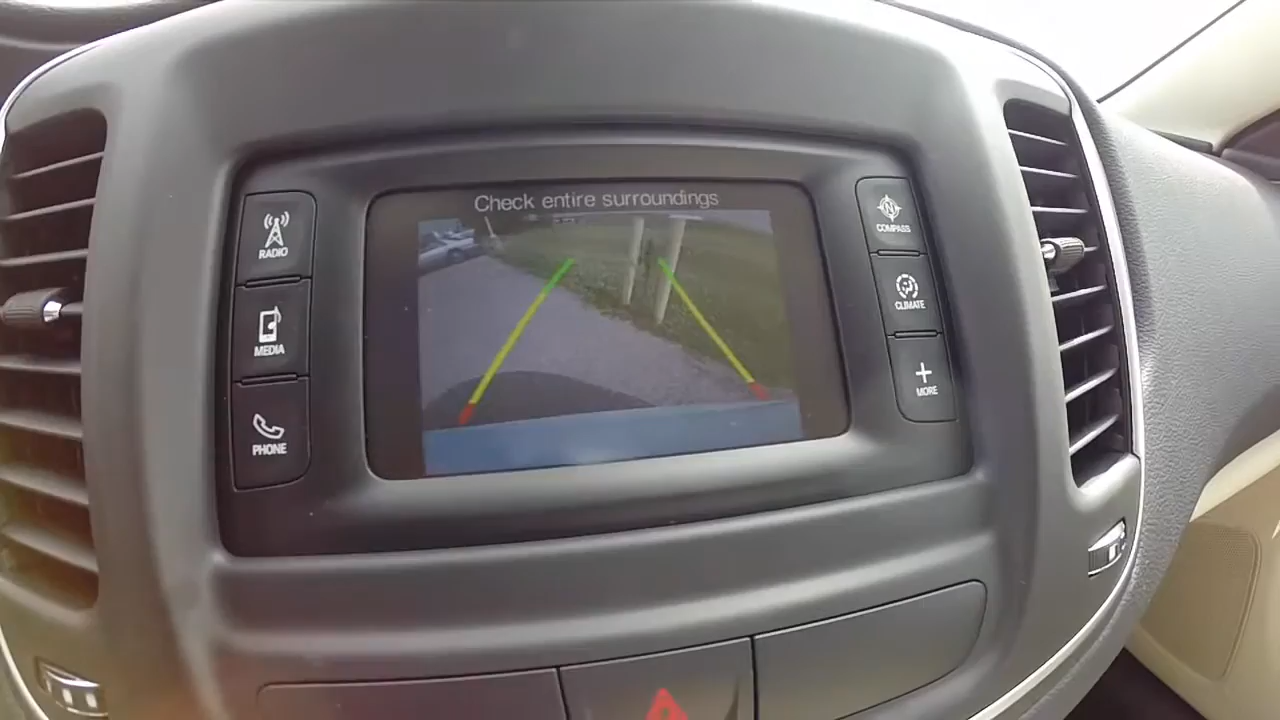 Check entire surroundings
RADIO
MEDIA
PHONE
N
COMPASS
CLIMATE
+
MORE